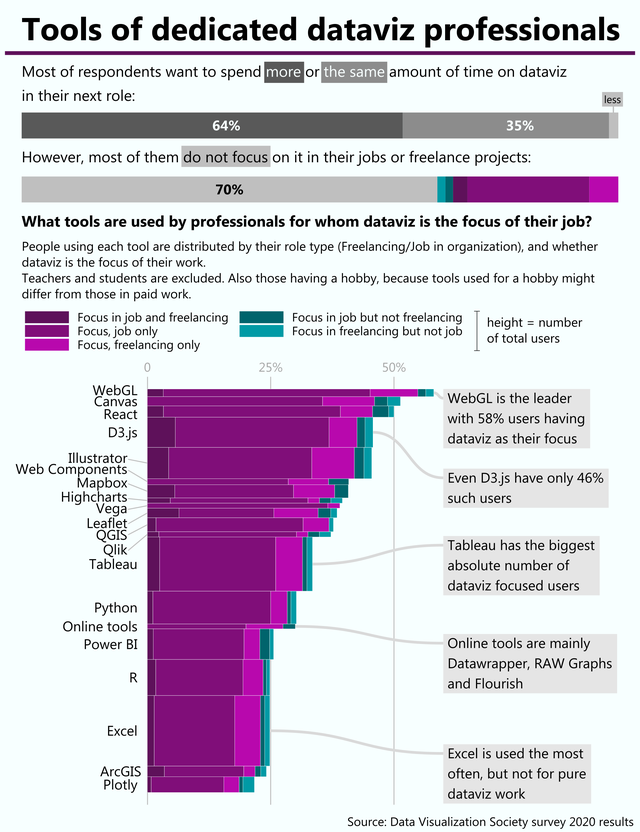 Tools of dedicated dataviz professionals
Most of respondents want to spend more or the same amount of time on dataviz
in their next role:
less
64%
35%
However, most of them do not focus on it in their jobs or freelance projects:
70%
What tools are used by professionals for whom dataviz is the focus of their job?
People using each tool are distributed by their role type (Freelancing/Job in organization), and whether
dataviz is the focus of their work.
Teachers and students are excluded. Also those having a hobby, because tools used for a hobby might
differ from those in paid work.
Focus in job and freelancing
Focus, job only
Focus, freelancing only
Focus in job but not freelancing
Focus in freelancing but not job
height = number
of total users
0
25%
50%
WebGL
Canvas
React
D3.js
Illustrator
Web Components
Mapbox
Highcharts
Vega
Leaflet
QGIS
Qlik
Tableau
Python
Online tools
Power BI
R
Excel
ArcGIS
Plotly
WebGL is the leader
with 58% users having
dataviz as their focus
Even D3.js have only 46%
such users
Tableau has the biggest
absolute number of
dataviz focused users
Online tools are mainly
Datawrapper, RAW Graphs
and Flourish
Excel is used the most
often, but not for pure
dataviz work
Source: Data Visualization Society survey 2020 results